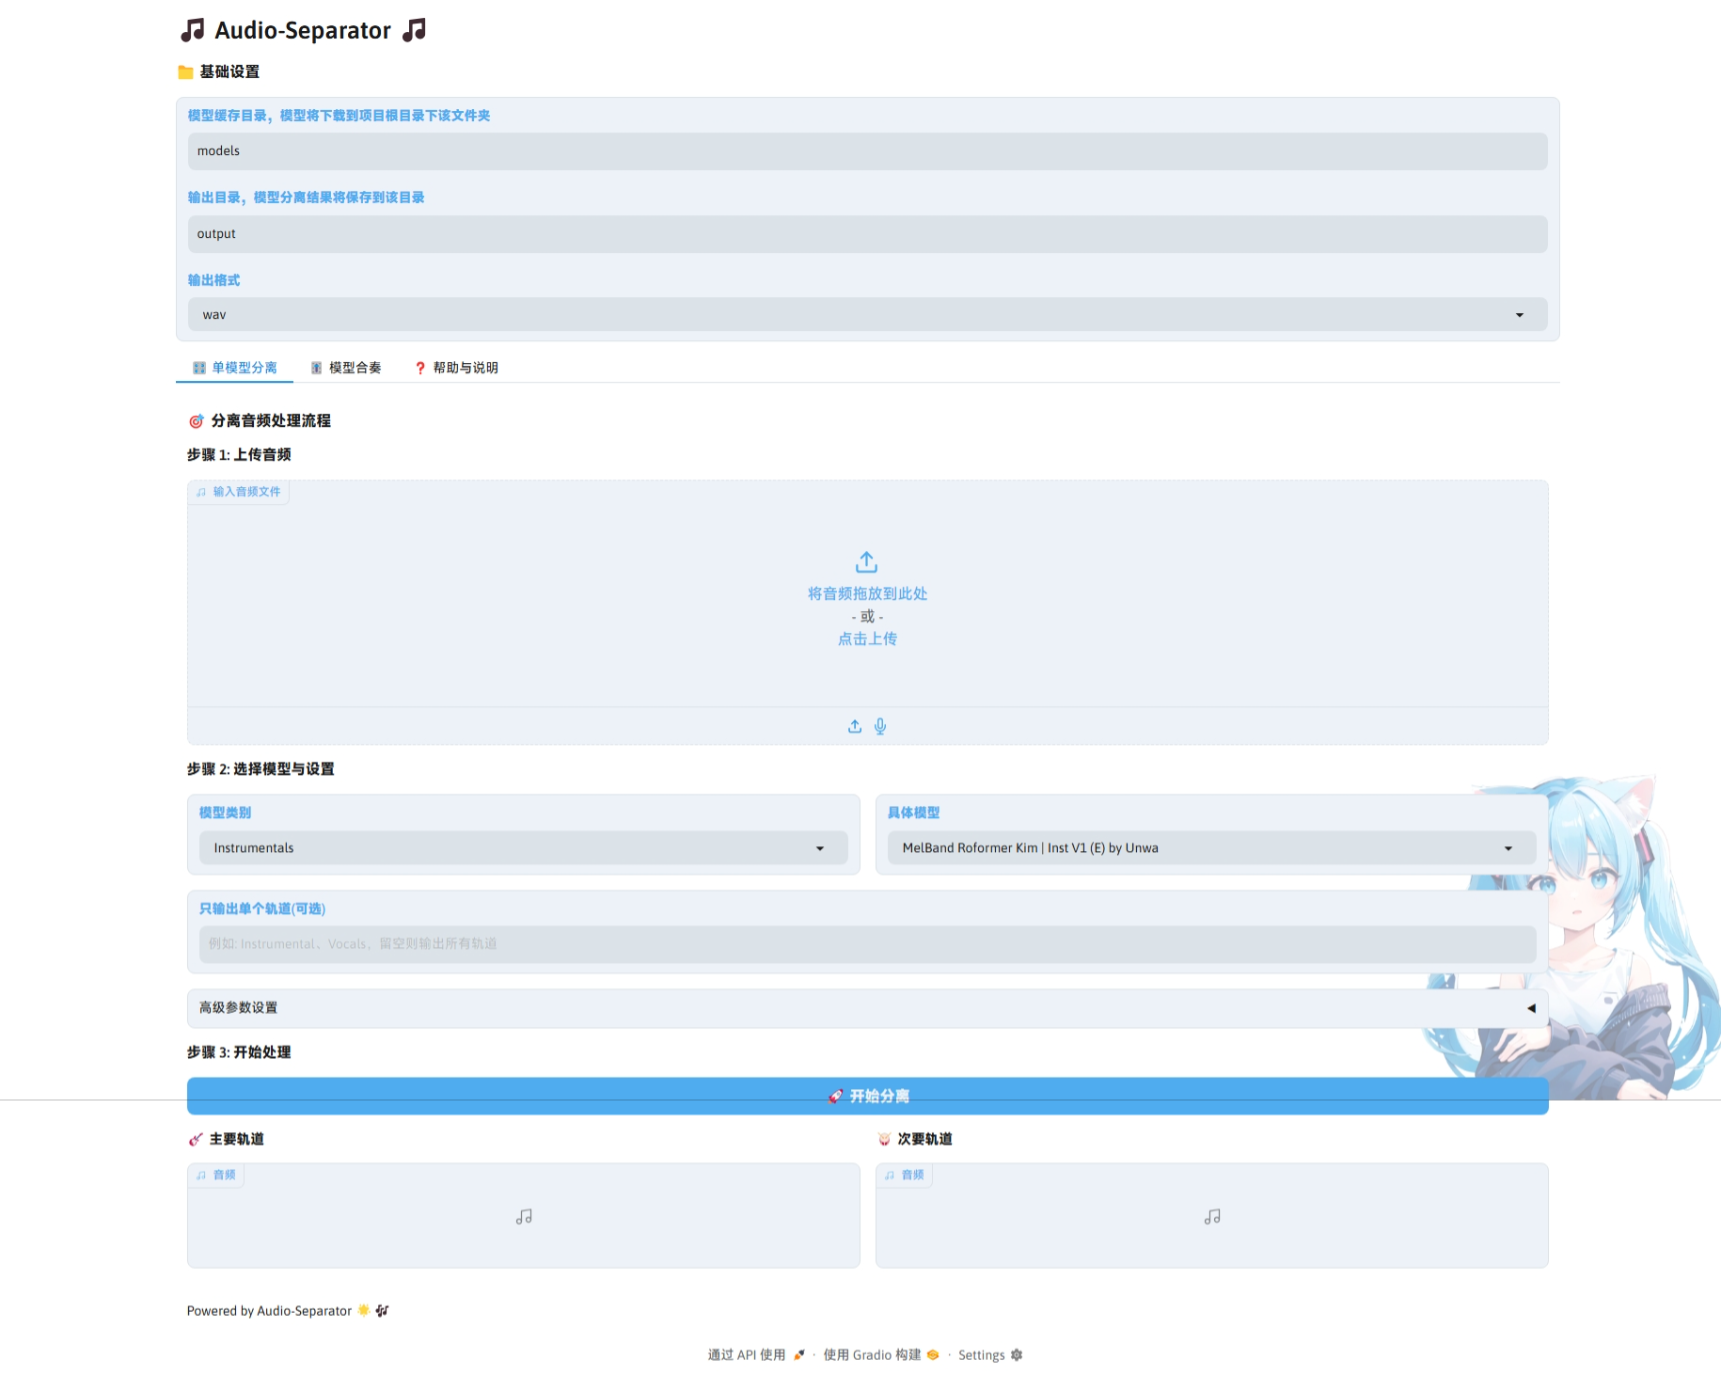 Audio-Separator
基础设置
模型缓存目录，模型将下载到项目根目录下该文件夹
models
输出目录，模型分离结果将保存到该目录
output
输出格式
wav
单模型分离 模型合奏 帮助与说明
分离音频处理流程
步骤 1: 上传音频
输入音频文件
将音频拖放到此处
- 或 -
点击上传
步骤 2: 选择模型与设置
模型类别
Instrumentals
具体模型
MelBand Roformer Kim | Inst V1 (E) by Unwa
只输出单个轨道(可选)
例如: Instrumental、Vocals，留空则输出所有轨道
高级参数设置
步骤 3: 开始处理
开始分离
主要轨道
音频
次要轨道
音频
Powered by Audio-Separator
通过 API 使用 · 使用 Gradio 构建 · Settings